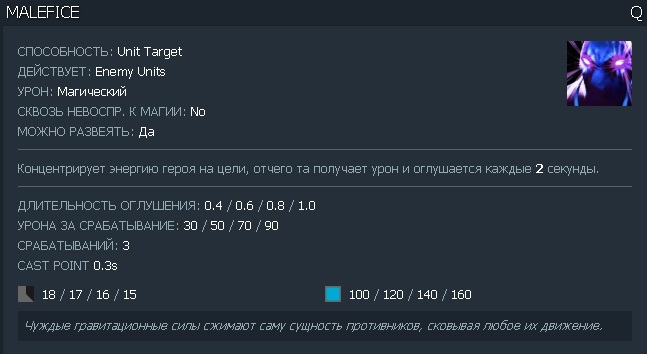 MALEFICE Q
СПОСОБНОСТЬ: Unit Target
ДЕЙСТВУЕТ: Enemy Units
УРОН: Магический
СКВОЗЬ НЕВОСПР. К МАГИИ: No
МОЖНО РАЗВЕЯТЬ: Да
Концентрирует энергию героя на цели, отчего та получает урон и оглушается каждые 2 секунды.
ДЛИТЕЛЬНОСТЬ ОГЛУШЕНИЯ: 0.4 / 0.6 / 0.8 / 1.0
УРОНА ЗА СРАБАТЫВАНИЕ: 30 / 50 / 70 / 90
СРАБАТЫВАНИЙ: 3
CAST POINT 0.3s
18 / 17 / 16 / 15 100 / 120 / 140 / 160
Чуждые гравитационные силы сжимают саму сущность противников, сковывая любое их движение.